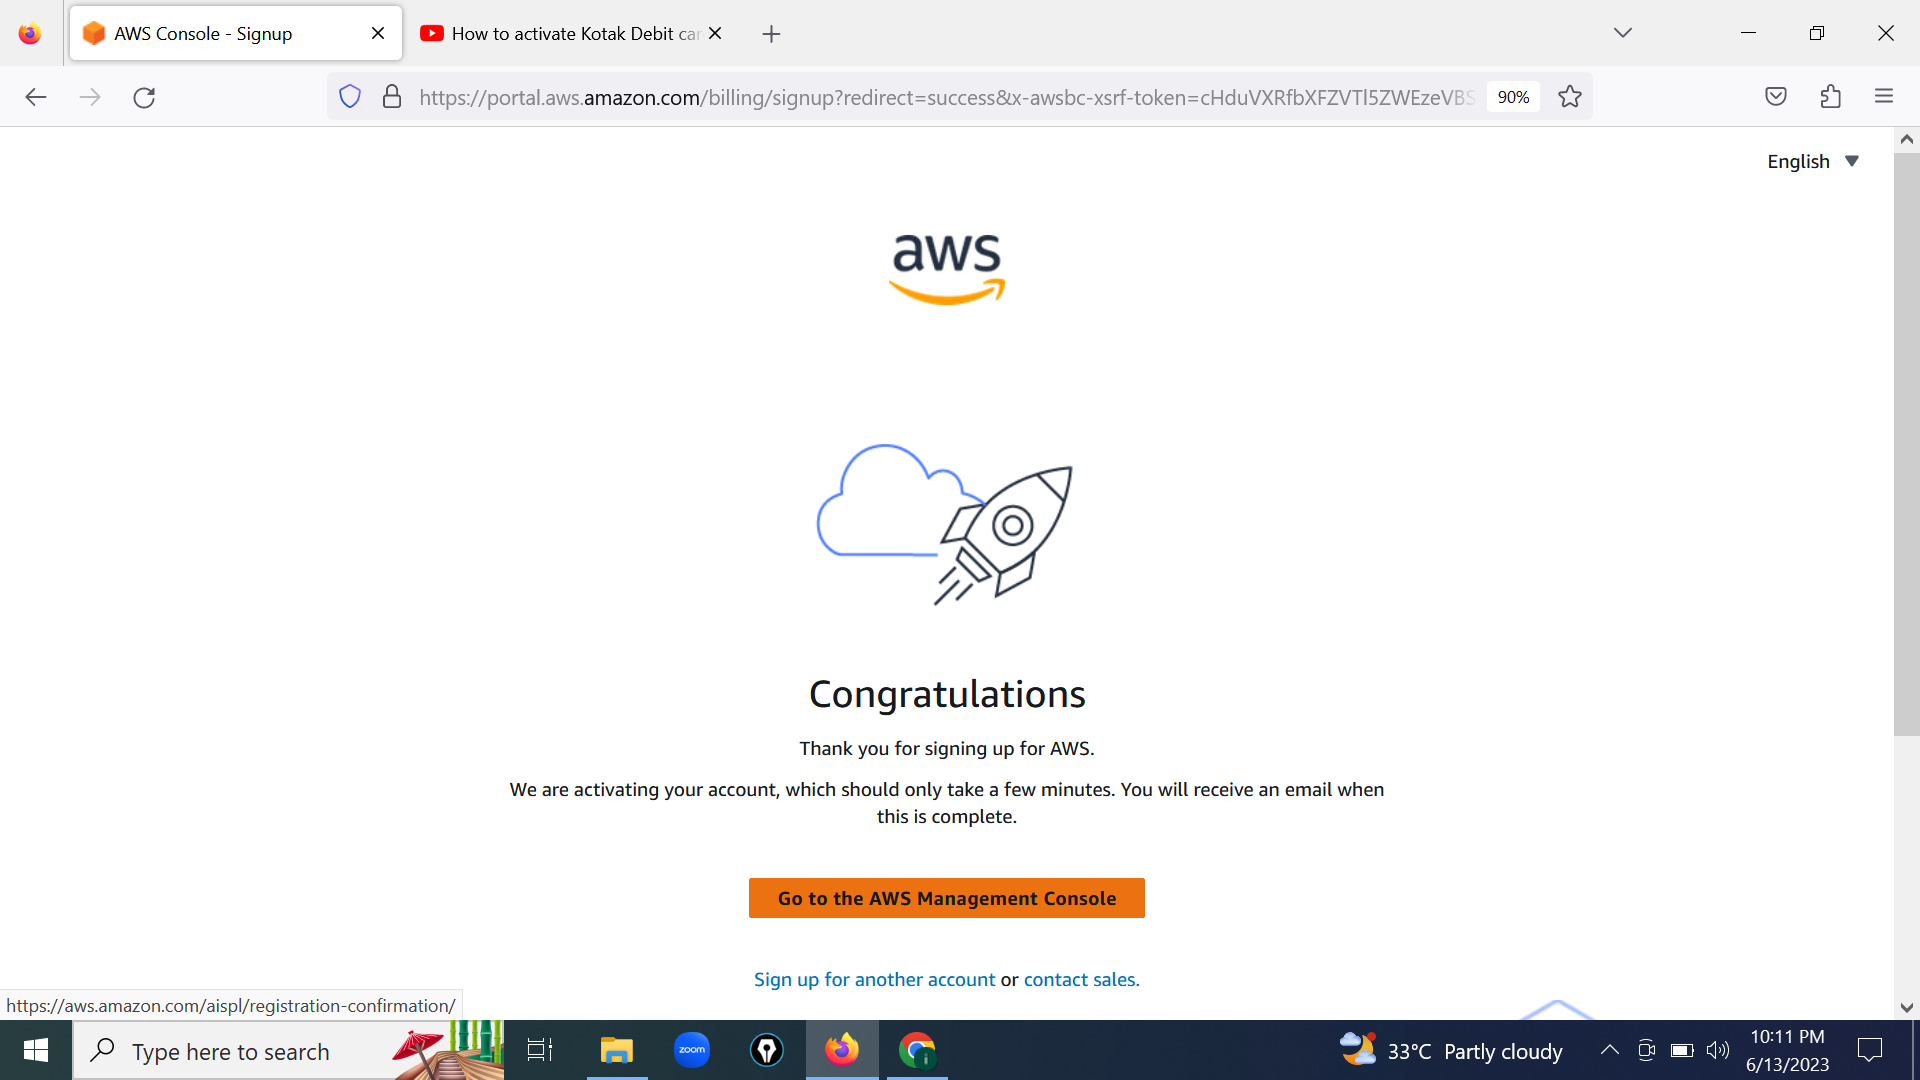 AWS Console - Signup
How to activate Kotak Debit car
https://portal.aws.amazon.com/billing/signup?redirect=success&x-awsbc-xsrf-token=cHduVXRfbXFZVTl5ZWEzeVBS
90%
English
aws
Congratulations
Thank you for signing up for AWS.
We are activating your account, which should only take a few minutes. You will receive an email when
this is complete.
Go to the AWS Management Console
Sign up for another account or contact sales.
https://aws.amazon.com/aispl/registration-confirmation/
Type here to search
zoom
33°C Partly cloudy
10:11 PM
6/13/2023